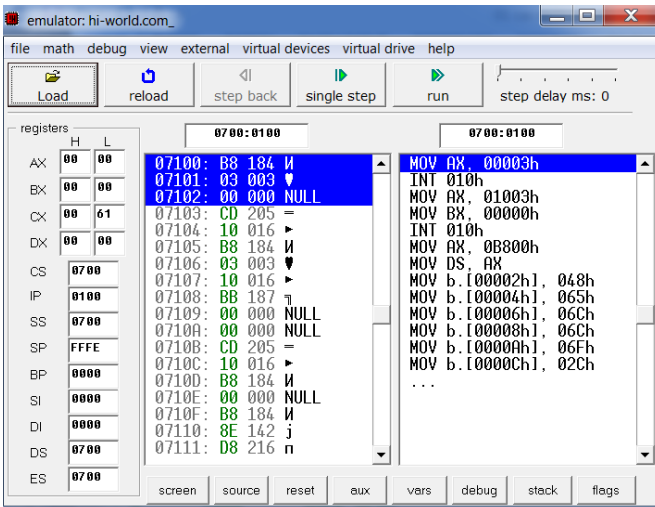 emulator: hi-world.com_
file math debug view external virtual devices virtual drive help
Load reload step back single step run step delay ms: 0
registers
H L
0700:0100 0700:0100
AX 00 00
BX 00 00
CX 00 61
DX 00 00
CS 0700
IP 0100
SS 0700
SP FFFE
BP 0000
SI 0000
DI 0000
DS 0700
ES 0700
07100: B8 184 И
07101: 03 003 ♥
07102: 00 000 NULL
07103: CD 205 =
07104: 10 016 ►
07105: B8 184 И
07106: 03 003 ♥
07107: 10 016 ►
07108: BB 187 ╗
07109: 00 000 NULL
0710A: 00 000 NULL
0710B: CD 205 =
0710C: 10 016 ►
0710D: B8 184 И
0710E: 00 000 NULL
0710F: B8 184 И
07110: 8E 142 j
07111: D8 216 п
MOV AX, 00003h
INT 010h
MOV AX, 01003h
MOV BX, 00000h
INT 010h
MOV AX, 0B800h
MOV DS, AX
MOV b.[00002h], 048h
MOV b.[00004h], 065h
MOV b.[00006h], 06Ch
MOV b.[00008h], 06Ch
MOV b.[0000Ah], 06Fh
MOV b.[0000Ch], 02Ch
...
screen source reset aux vars debug stack flags